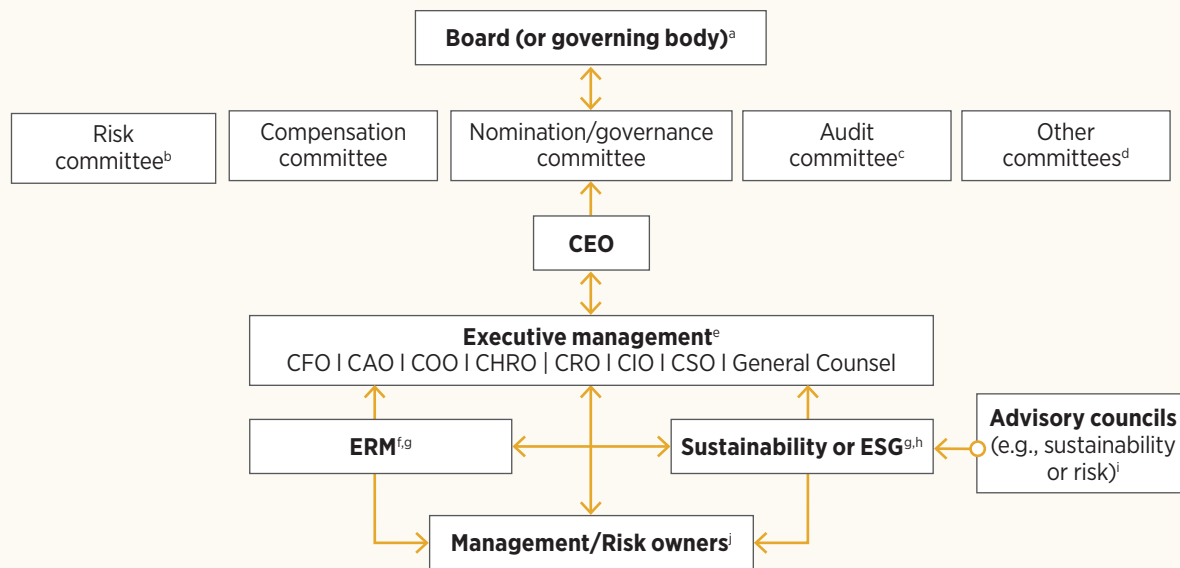 Board (or governing body)a
Risk
committeeb
Compensation
committee
Nomination/governance
committee
Audit
committeec
Other
committeesd
CEO
Executive managemente
CFO l CAO l COO l CHRO | CRO l CIO l CSO l General Counsel
ERMf,g
Sustainability or ESGg,h
Advisory councils
(e.g., sustainability
or risk)i
Management/Risk ownersj